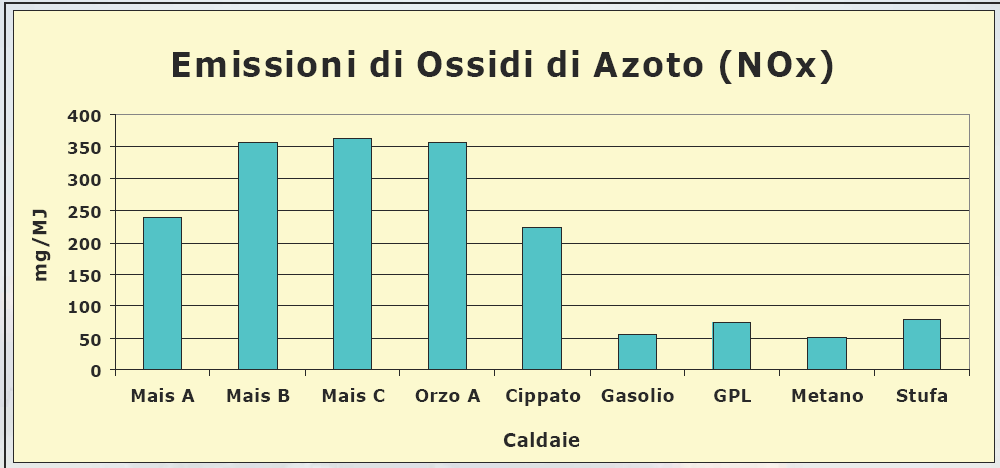 Emissioni di Ossidi di Azoto (NOx)
400
350
300
250
200
150
100
50
0
mg/MJ
Mais A Mais B Mais C Orzo A Cippato Gasolio GPL Metano Stufa
Caldaie